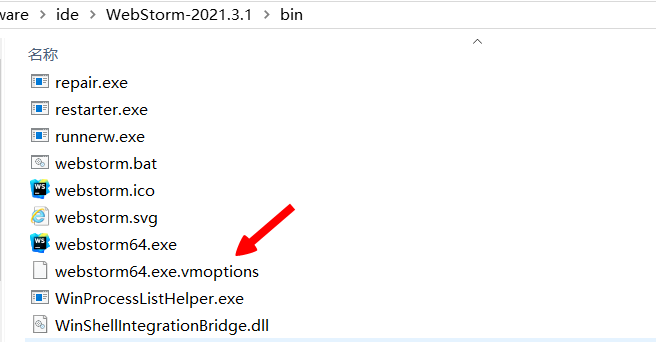 ware > ide > WebStorm-2021.3.1 > bin
名称
repair.exe
restarter.exe
runnerw.exe
webstorm.bat
webstorm.ico
webstorm.svg
webstorm64.exe
webstorm64.exe.vmoptions
WinProcessListHelper.exe
WinShellIntegrationBridge.dll